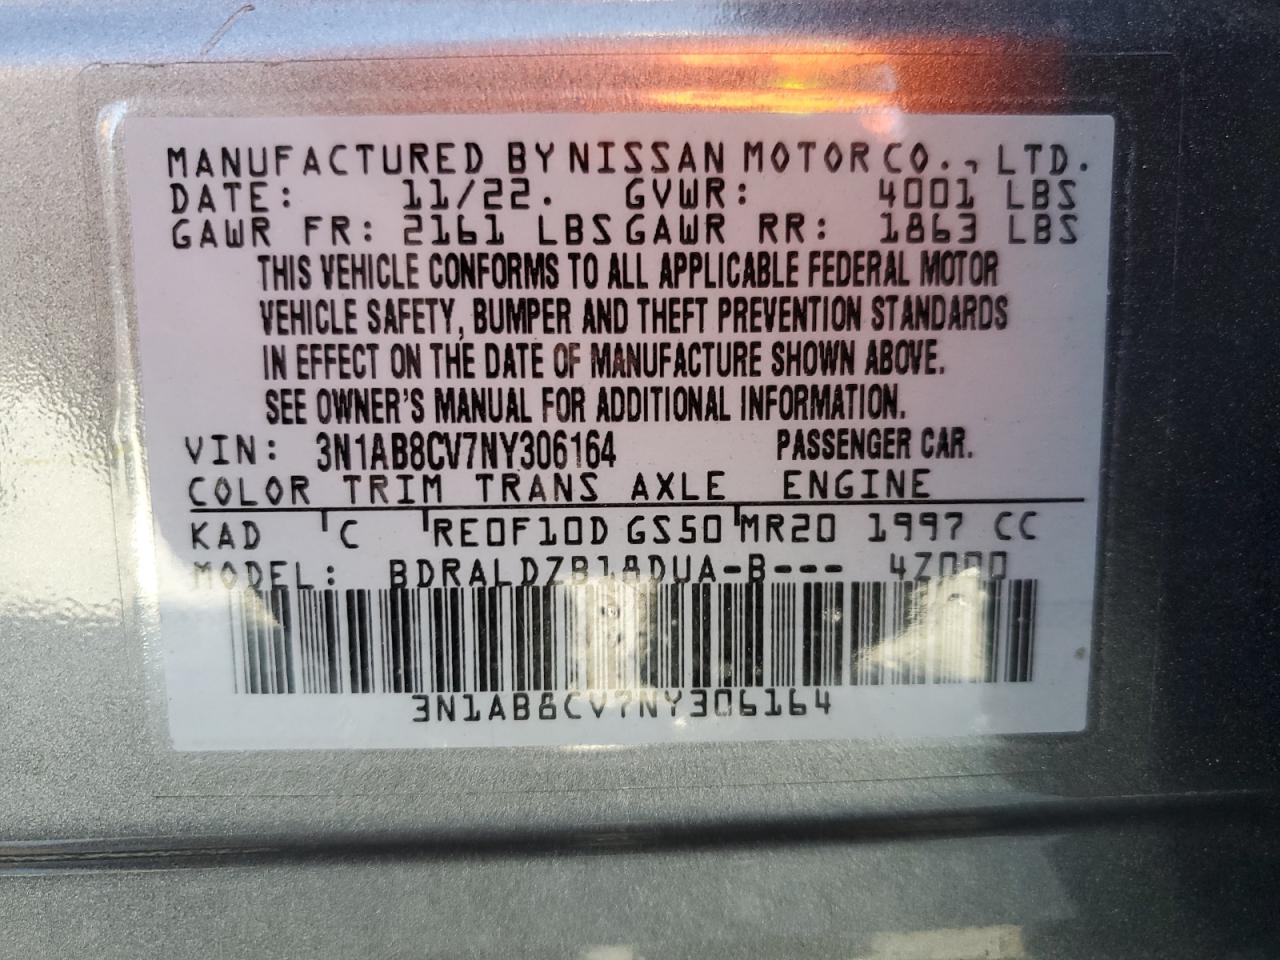 MANUFACTURED BY NISSAN MOTOR CO., LTD.
DATE: 11/22. GVWR: 4001 LBS
GAWR FR: 2161 LBS GAWR RR: 1863 LBS
THIS VEHICLE CONFORMS TO ALL APPLICABLE FEDERAL MOTOR
VEHICLE SAFETY, BUMPER AND THEFT PREVENTION STANDARDS
IN EFFECT ON THE DATE OF MANUFACTURE SHOWN ABOVE.
SEE OWNER'S MANUAL FOR ADDITIONAL INFORMATION.
VIN: 3N1AB8CV7NY306164 PASSENGER CAR.
COLOR TRIM TRANS AXLE ENGINE
KAD C RE0F10D GS50 MR20 1997 CC
MODEL: BDRALDZB18DUA-B--- 4Z000
3N1AB8CV7NY306164